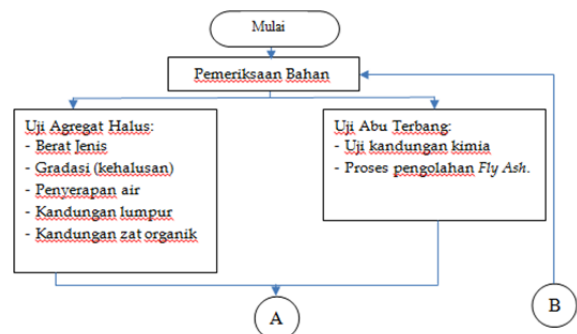 Mulai
Pemeriksaan Bahan
Uji Agregat Halus:
- Berat Jenis
- Gradasi (kehalusan)
- Penyerapan air
- Kandungan lumpur
- Kandungan zat organik
Uji Abu Terbang:
- Uji kandungan kimia
- Proses pengolahan Fly Ash.
A
B